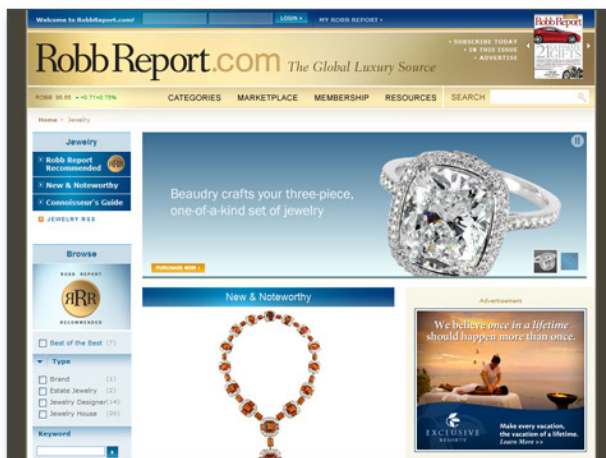 Welcome to RobbReport.com!
LOGIN
MY ROBB REPORT
RobbReport.com The Global Luxury Source
SUBSCRIBE TODAY
IN THIS ISSUE
ADVERTISE
RobbReport
21
CATEGORIES MARKETPLACE MEMBERSHIP RESOURCES SEARCH
Home > Jewelry
Jewelry
Robb Report
Recommended
New & Noteworthy
Connoisseur's Guide
JEWELRY RSS
Beaudry crafts your three-piece,
one-of-a-kind set of jewelry
PURCHASE NOW
Browse
ROBB REPORT
RRR
RECOMMENDED
Best of the Best (7)
Type
Brand
Estate Jewelry (2)
Jewelry Designer(14)
Jewelry House (20)
Keyword
New & Noteworthy
Advertisement
We believe once in a lifetime
should happen more than once.
EXCLUSIVE
RESORTS
Make every vacation,
the vacation of a lifetime.
Learn More >>